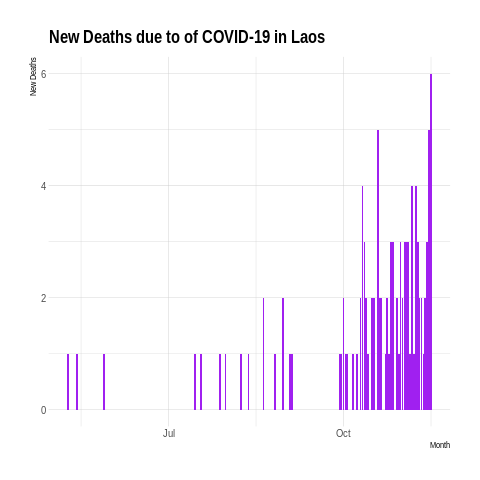 New Deaths due to of COVID-19 in Laos
New Deaths
6
4
2
0
Jul
Oct
Month